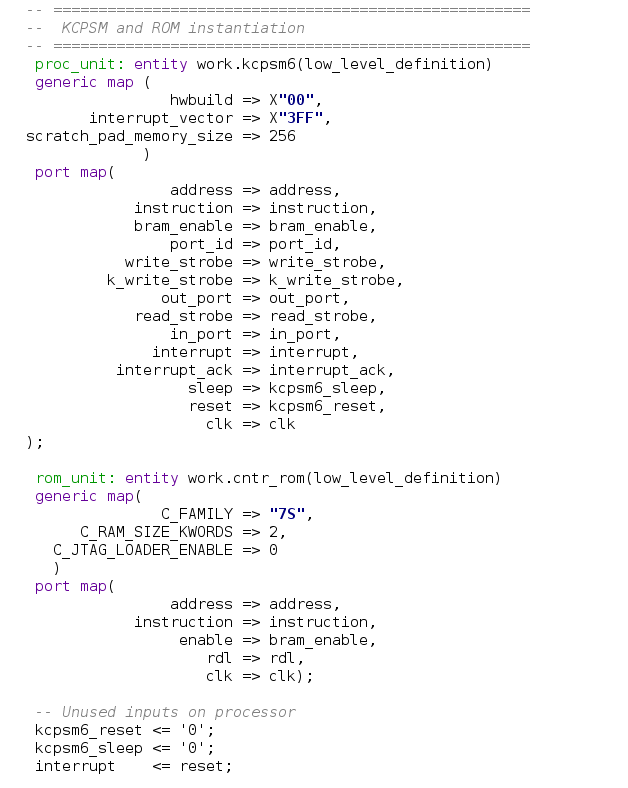 -- =====================================================
--  KCPSM and ROM instantiation
-- =====================================================
 proc_unit: entity work.kcpsm6(low_level_definition)
 generic map (
                hwbuild => X"00",
       interrupt_vector => X"3FF",
scratch_pad_memory_size => 256
             )
 port map(
                address => address,
            instruction => instruction,
            bram_enable => bram_enable,
                port_id => port_id,
           write_strobe => write_strobe,
         k_write_strobe => k_write_strobe,
               out_port => out_port,
            read_strobe => read_strobe,
                in_port => in_port,
              interrupt => interrupt,
          interrupt_ack => interrupt_ack,
                  sleep => kcpsm6_sleep,
                  reset => kcpsm6_reset,
                    clk => clk
);

 rom_unit: entity work.cntr_rom(low_level_definition)
 generic map(
               C_FAMILY => "7S",
      C_RAM_SIZE_KWORDS => 2,
   C_JTAG_LOADER_ENABLE => 0
   )
 port map(
                address => address,
            instruction => instruction,
                 enable => bram_enable,
                    rdl => rdl,
                    clk => clk);

 -- Unused inputs on processor
 kcpsm6_reset <= '0';
 kcpsm6_sleep <= '0';
 interrupt    <= reset;